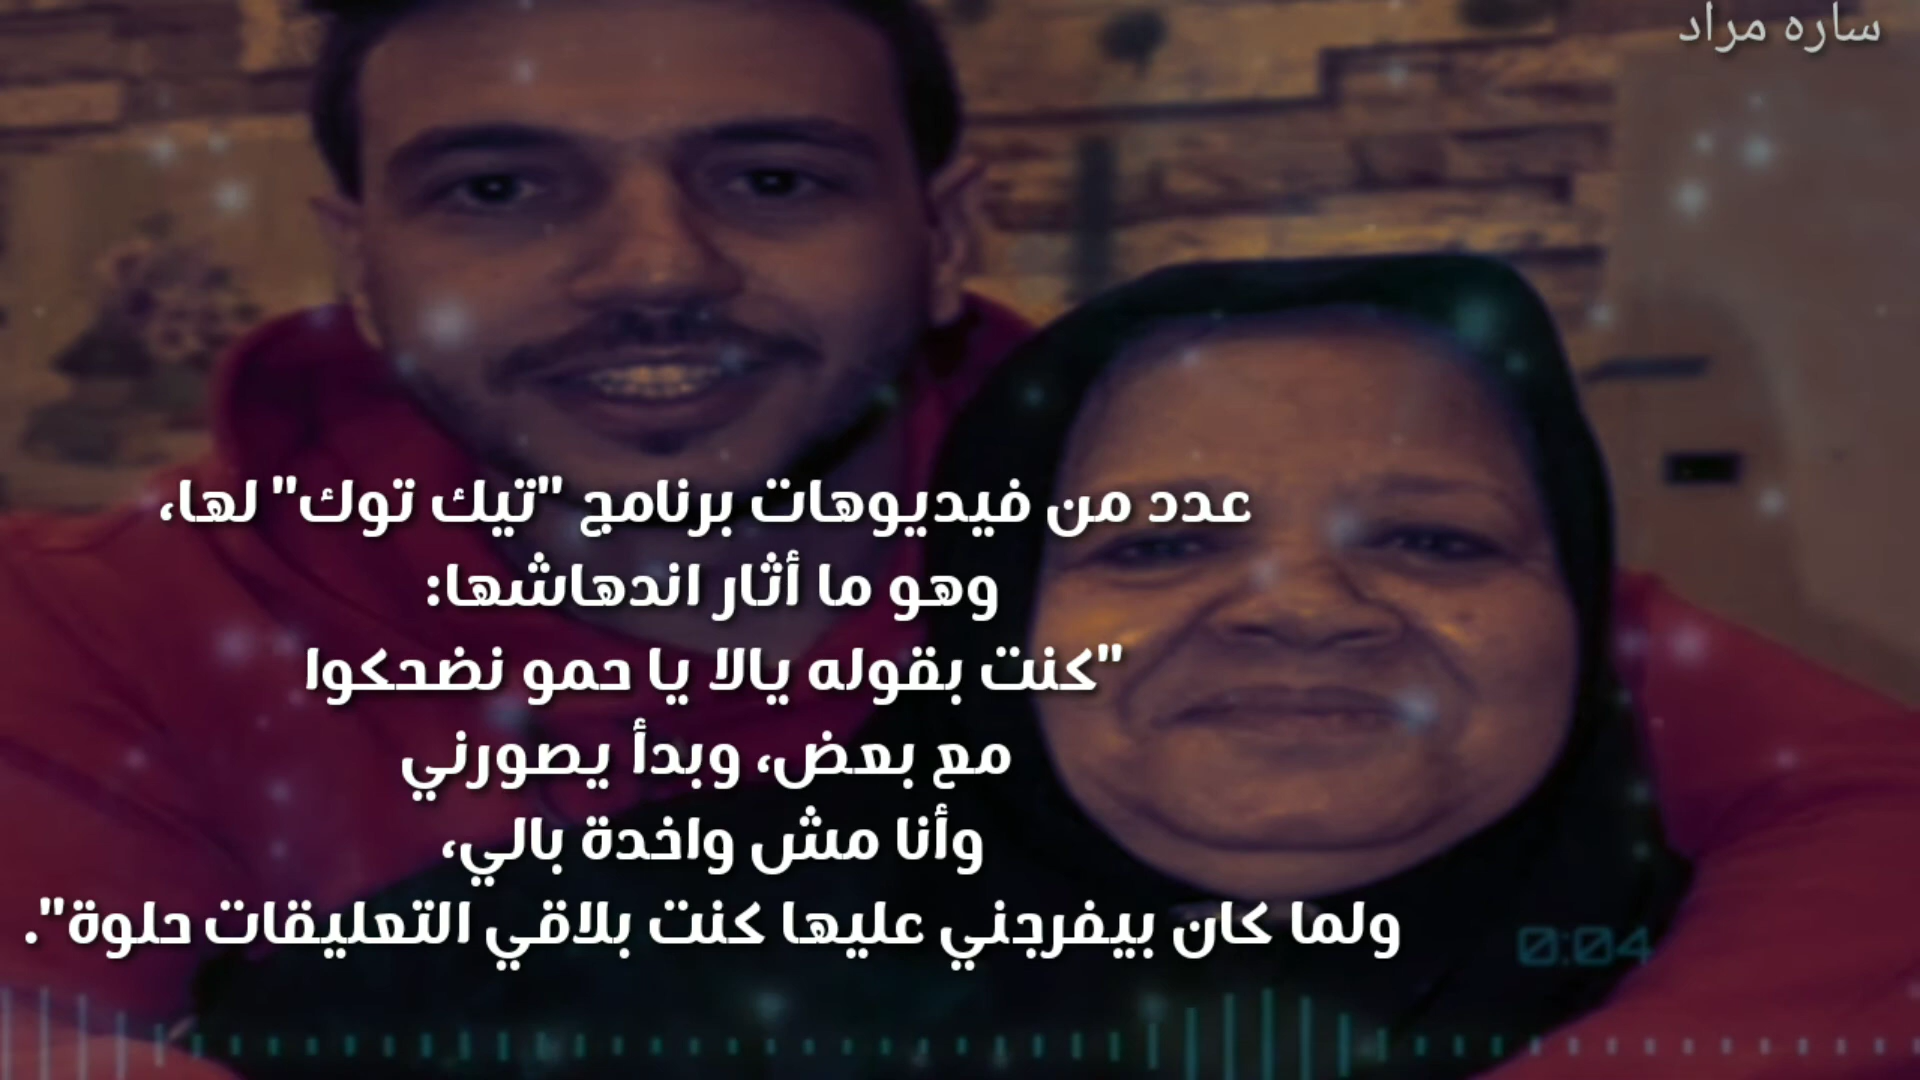 ساره مراد
عدد من فيديوهات برنامج "تيك توك" لها،
وهو ما أثار اندهاشها:
"كنت بقوله يالا يا حمو نضحكوا
مع بعض، وبدأ يصورني
وأنا مش واخدة بالي،
ولما كان بيفرجني عليها كنت بلاقي التعليقات حلوة".
0:04